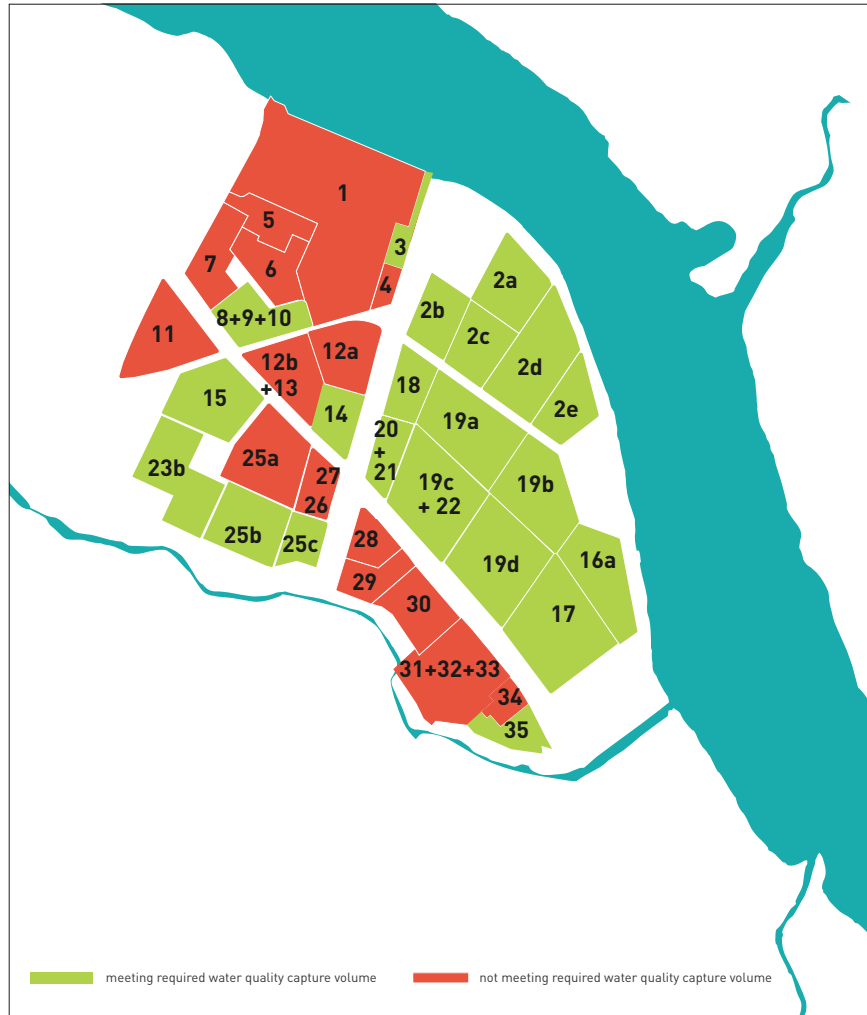 1
5
3
7
6
4
2a
8+9+10
2b
2c
11
12a
12b
+13
2d
18
2e
15
14
19a
20
+
21
25a
23b
27
26
19c
+ 22
19b
25b
25c
28
19d
16a
29
30
17
31+32+33
34
35
meeting required water quality capture volume
not meeting required water quality capture volume